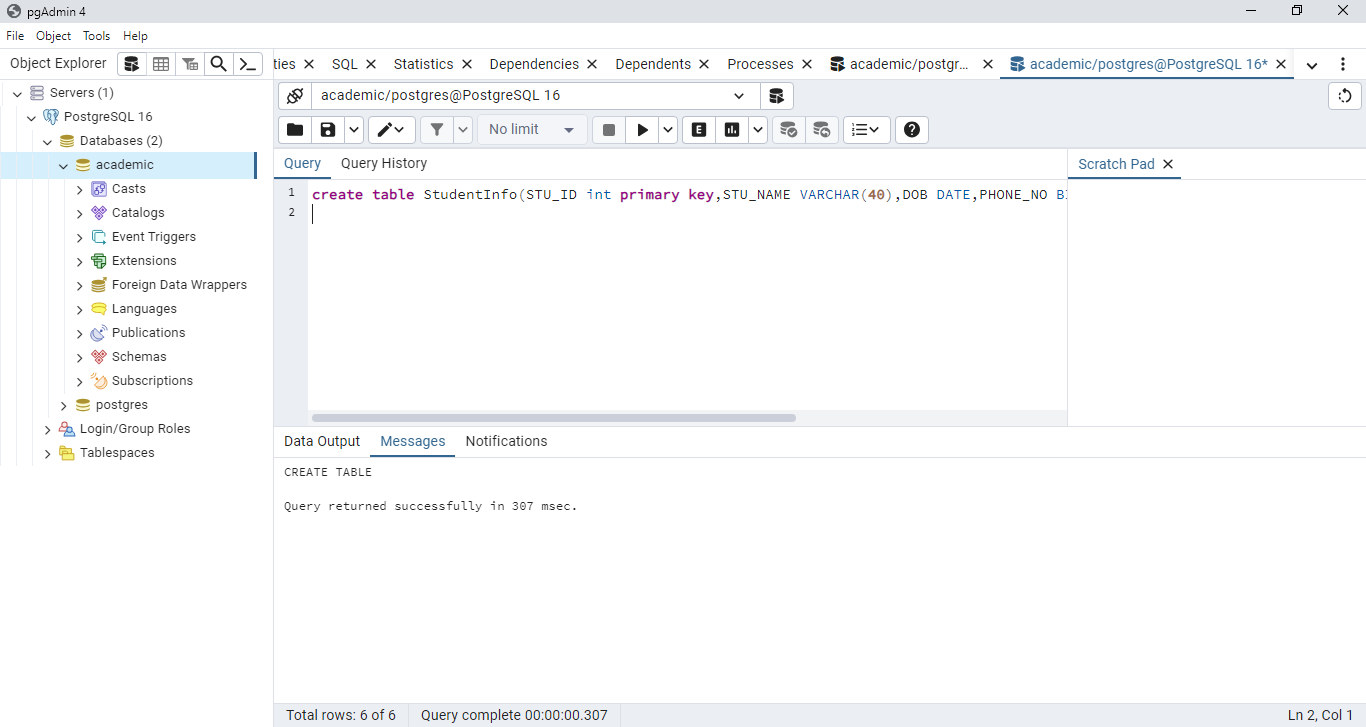 pgAdmin 4
File Object Tools Help
Object Explorer
ties SQL Statistics Dependencies Dependents Processes academic/postgr... academic/postgres@PostgreSQL 16*
Servers (1)
PostgreSQL 16
Databases (2)
academic
Casts
Catalogs
Event Triggers
Extensions
Foreign Data Wrappers
Languages
Publications
Schemas
Subscriptions
postgres
Login/Group Roles
Tablespaces
academic/postgres@PostgreSQL 16
No limit
E
Query Query History
Scratch Pad
1 create table StudentInfo(STU_ID int primary key,STU_NAME VARCHAR(40),DOB DATE,PHONE_NO BI
2
Data Output Messages Notifications
CREATE TABLE
Query returned successfully in 307 msec.
Total rows: 6 of 6 Query complete 00:00:00.307 Ln 2, Col 1